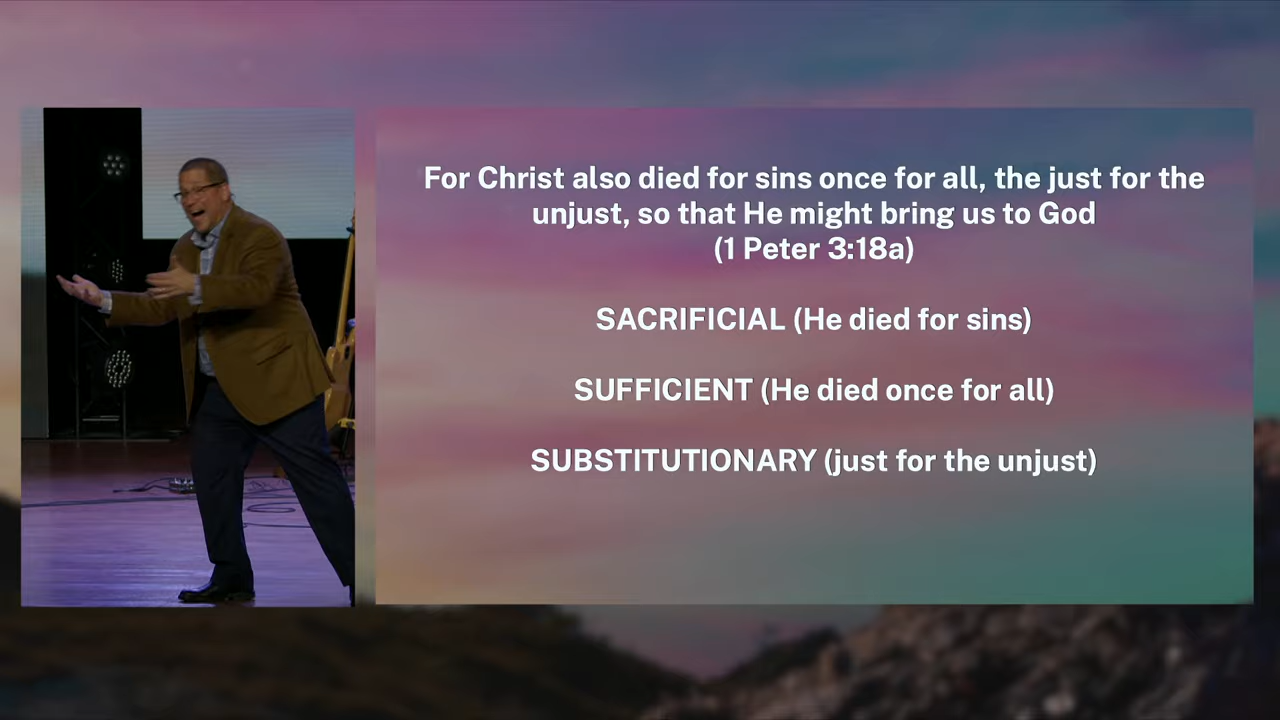 For Christ also died for sins once for all, the just for the
unjust, so that He might bring us to God
(1 Peter 3:18a)
SACRIFICIAL (He died for sins)
SUFFICIENT (He died once for all)
SUBSTITUTIONARY (just for the unjust)